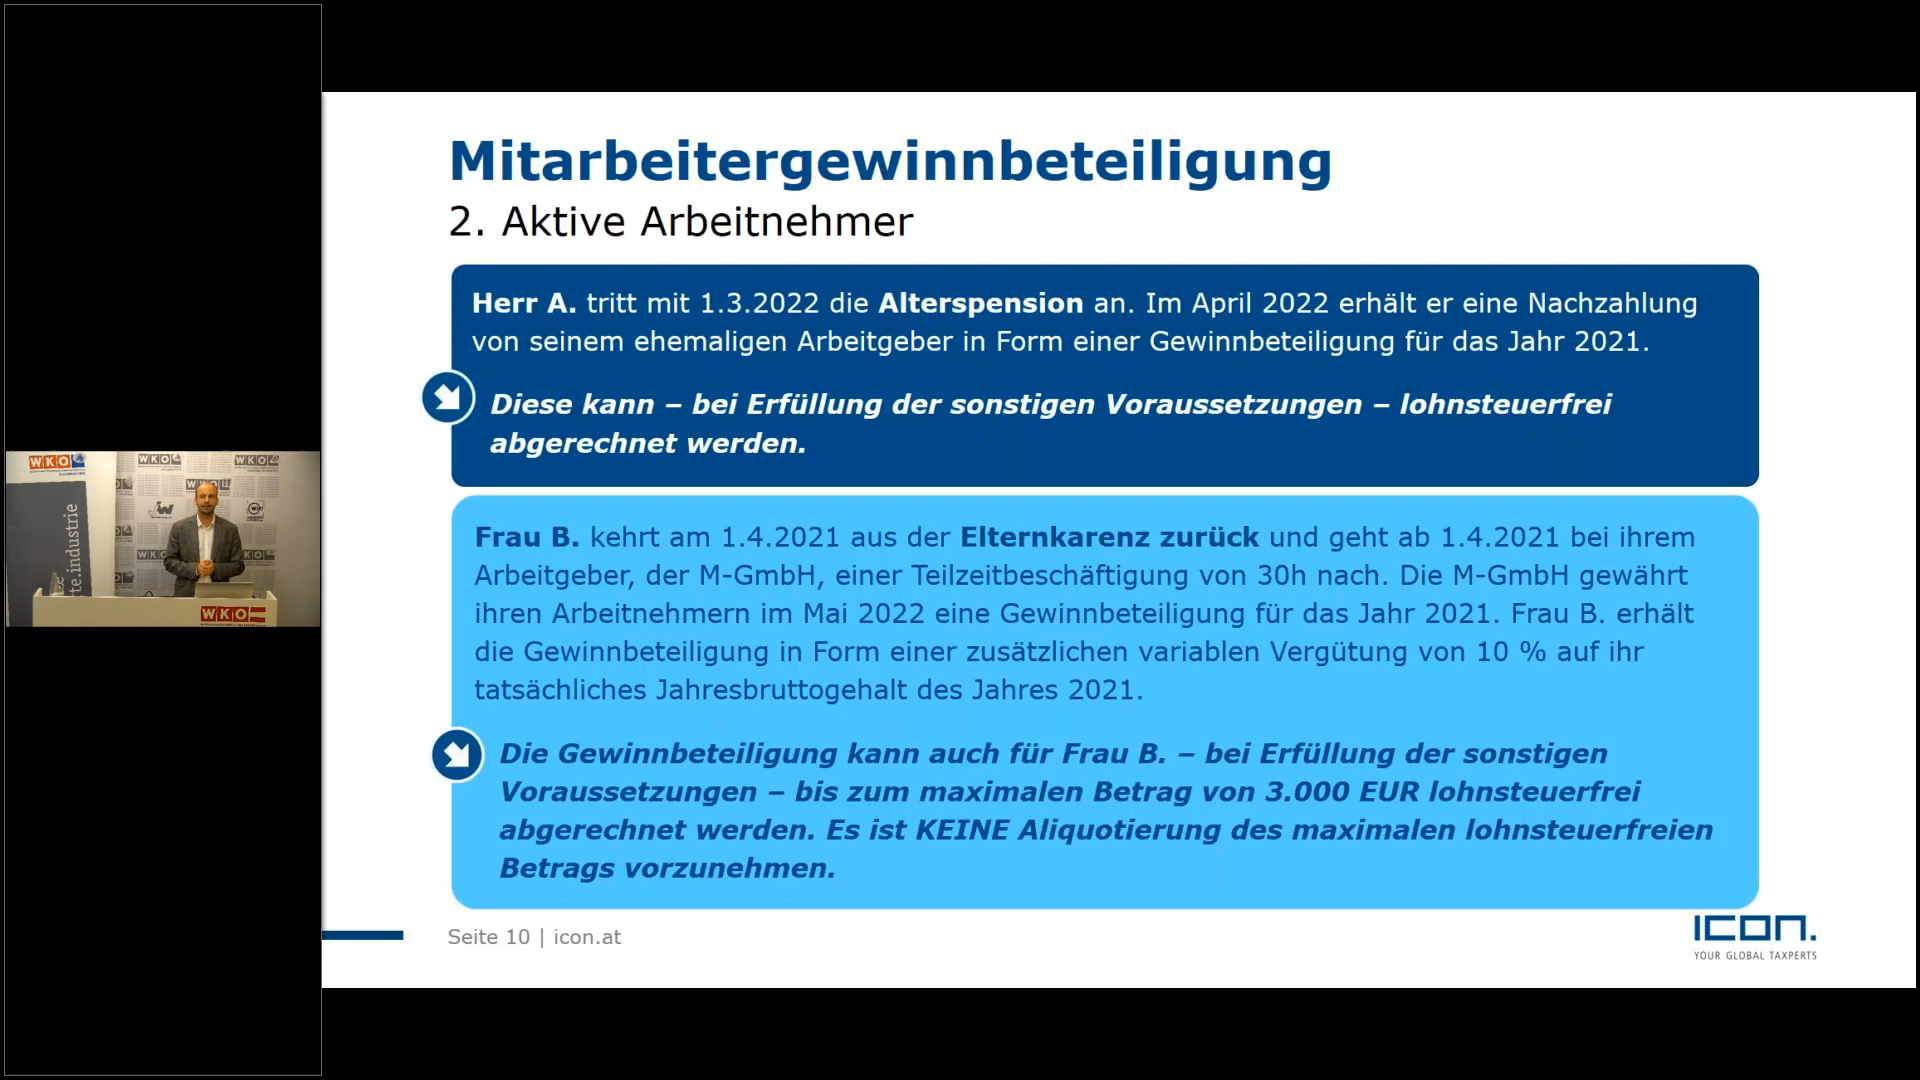 Mitarbeitergewinnbeteiligung
2. Aktive Arbeitnehmer
Herr A. tritt mit 1.3.2022 die Alterspension an. Im April 2022 erhält er eine Nachzahlung
von seinem ehemaligen Arbeitgeber in Form einer Gewinnbeteiligung für das Jahr 2021.
Diese kann – bei Erfüllung der sonstigen Voraussetzungen – lohnsteuerfrei
abgerechnet werden.
Frau B. kehrt am 1.4.2021 aus der Elternkarenz zurück und geht ab 1.4.2021 bei ihrem
Arbeitgeber, der M-GmbH, einer Teilzeitbeschäftigung von 30h nach. Die M-GmbH gewährt
ihren Arbeitnehmern im Mai 2022 eine Gewinnbeteiligung für das Jahr 2021. Frau B. erhält
die Gewinnbeteiligung in Form einer zusätzlichen variablen Vergütung von 10 % auf ihr
tatsächliches Jahresbruttogehalt des Jahres 2021.
Die Gewinnbeteiligung kann auch für Frau B. – bei Erfüllung der sonstigen
Voraussetzungen – bis zum maximalen Betrag von 3.000 EUR lohnsteuerfrei
abgerechnet werden. Es ist KEINE Aliquotierung des maximalen lohnsteuerfreien
Betrags vorzunehmen.
Seite 10 | icon.at
ICON.
YOUR GLOBAL TAXPERTS
WKO
WKO
WKO
te.industrie
WKO
WKO
WKO